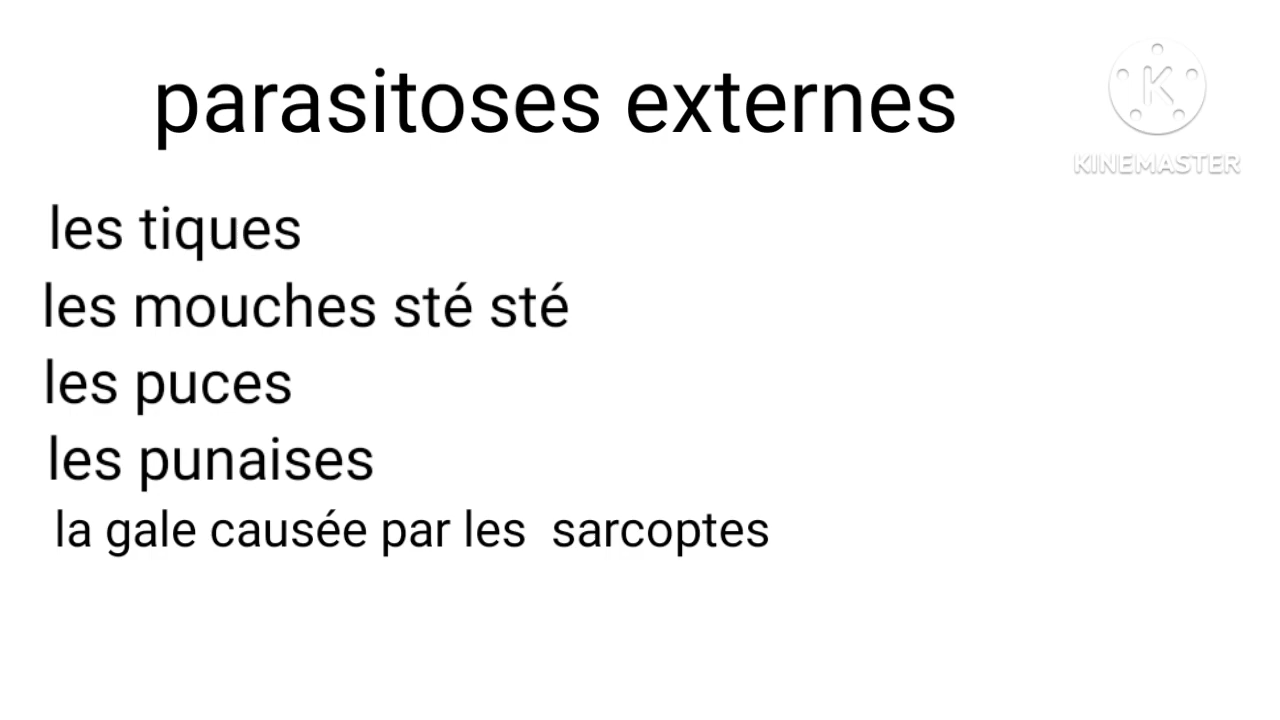 parasitoses externes
K
KINEMASTER
les tiques
les mouches sté sté
les puces
les punaises
la gale causée par les sarcoptes